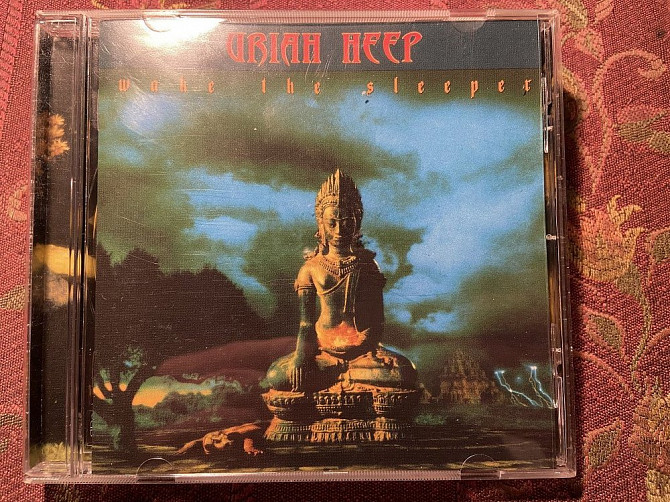 URIAH HEEP
wake the sleeper